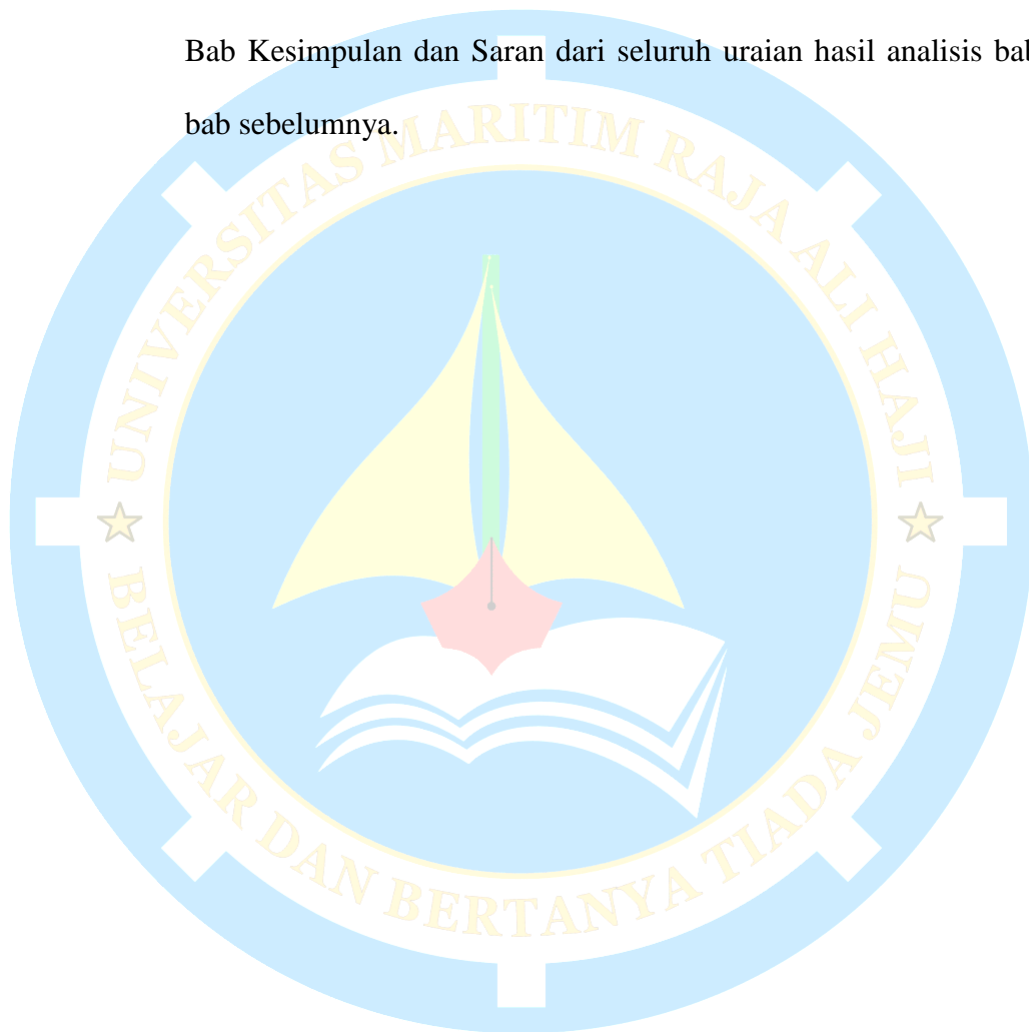 Bab Kesimpulan dan Saran dari seluruh uraian hasil analisis bab
bab sebelumnya.
UNIVERSITAS MARITIM RAJA ALI HAJI
BELAJAR DAN BERTANYA TIADA JEMU